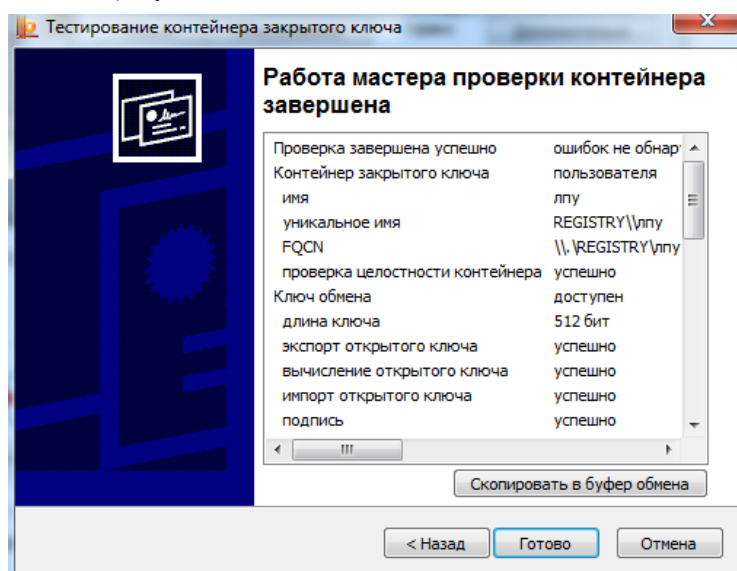 Тестирование контейнера закрытого ключа
Работа мастера проверки контейнера
завершена
Проверка завершена успешно ошибок не обнар
Контейнер закрытого ключа пользователя
имя лпу
уникальное имя REGISTRY\\лпу
FQCN \\.\REGISTRY\лпу
проверка целостности контейнера успешно
Ключ обмена доступен
длина ключа 512 бит
экспорт открытого ключа успешно
вычисление открытого ключа успешно
импорт открытого ключа успешно
подпись успешно
Скопировать в буфер обмена
< Назад Готово Отмена